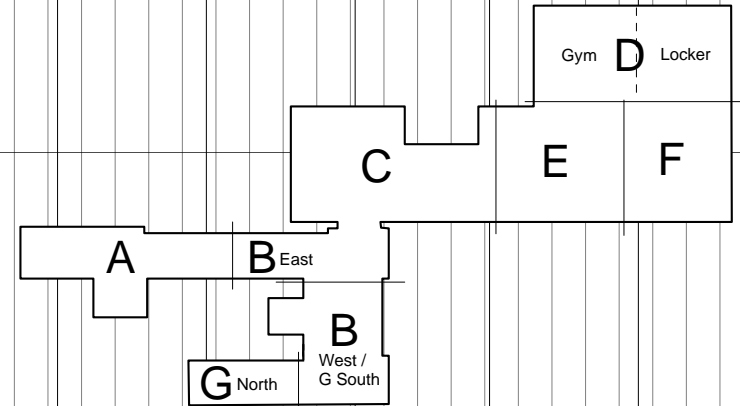 Gym D Locker
C E F
A B East
B
West /
G South
G North